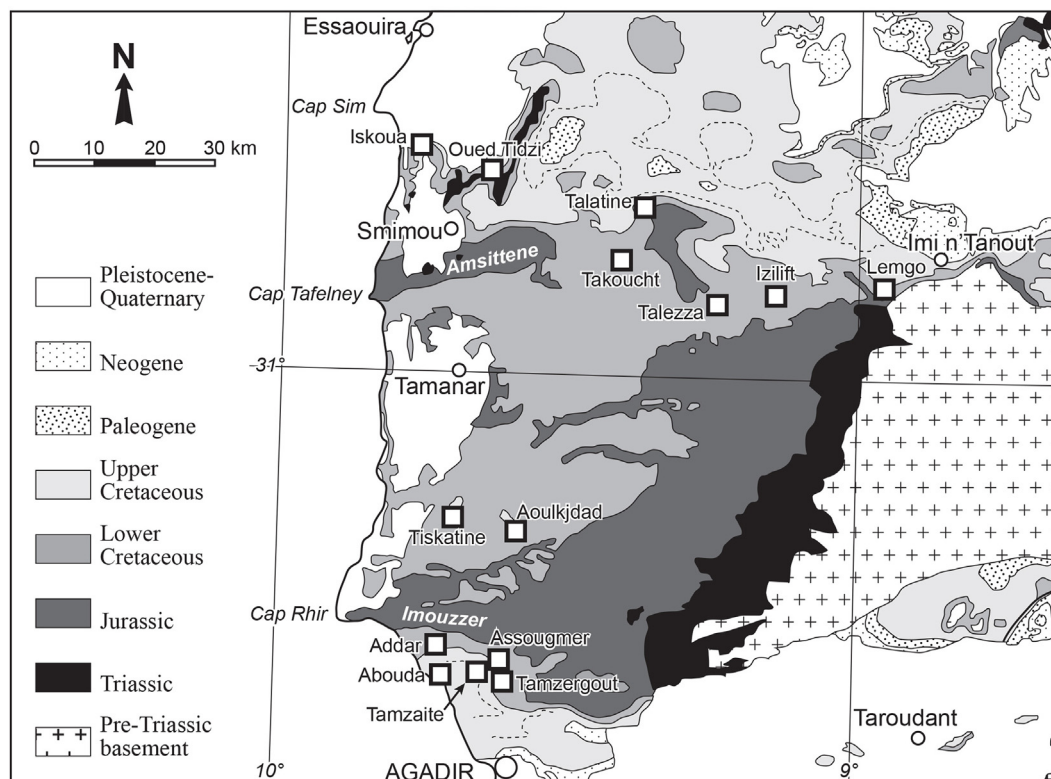 Essaouira
N
Cap Sim
0 10 20 30 km
Iskoua
Oued Tidzi
Talatine
Smimou
Imi n'Tanout
Amsittene
Takoucht
Izilift
Lemgo
Cap Tafelney
Talezza
31°
Tamanar
Aoulkjdad
Tiskatine
Cap Rhir
Imouzzer
Addar
Assougmer
Abouda
Tamzergout
Tamzaite
Taroudant
10°
AGADIR
9°
Pleistocene-
Quaternary
Neogene
Paleogene
Upper
Cretaceous
Lower
Cretaceous
Jurassic
Triassic
Pre-Triassic
basement